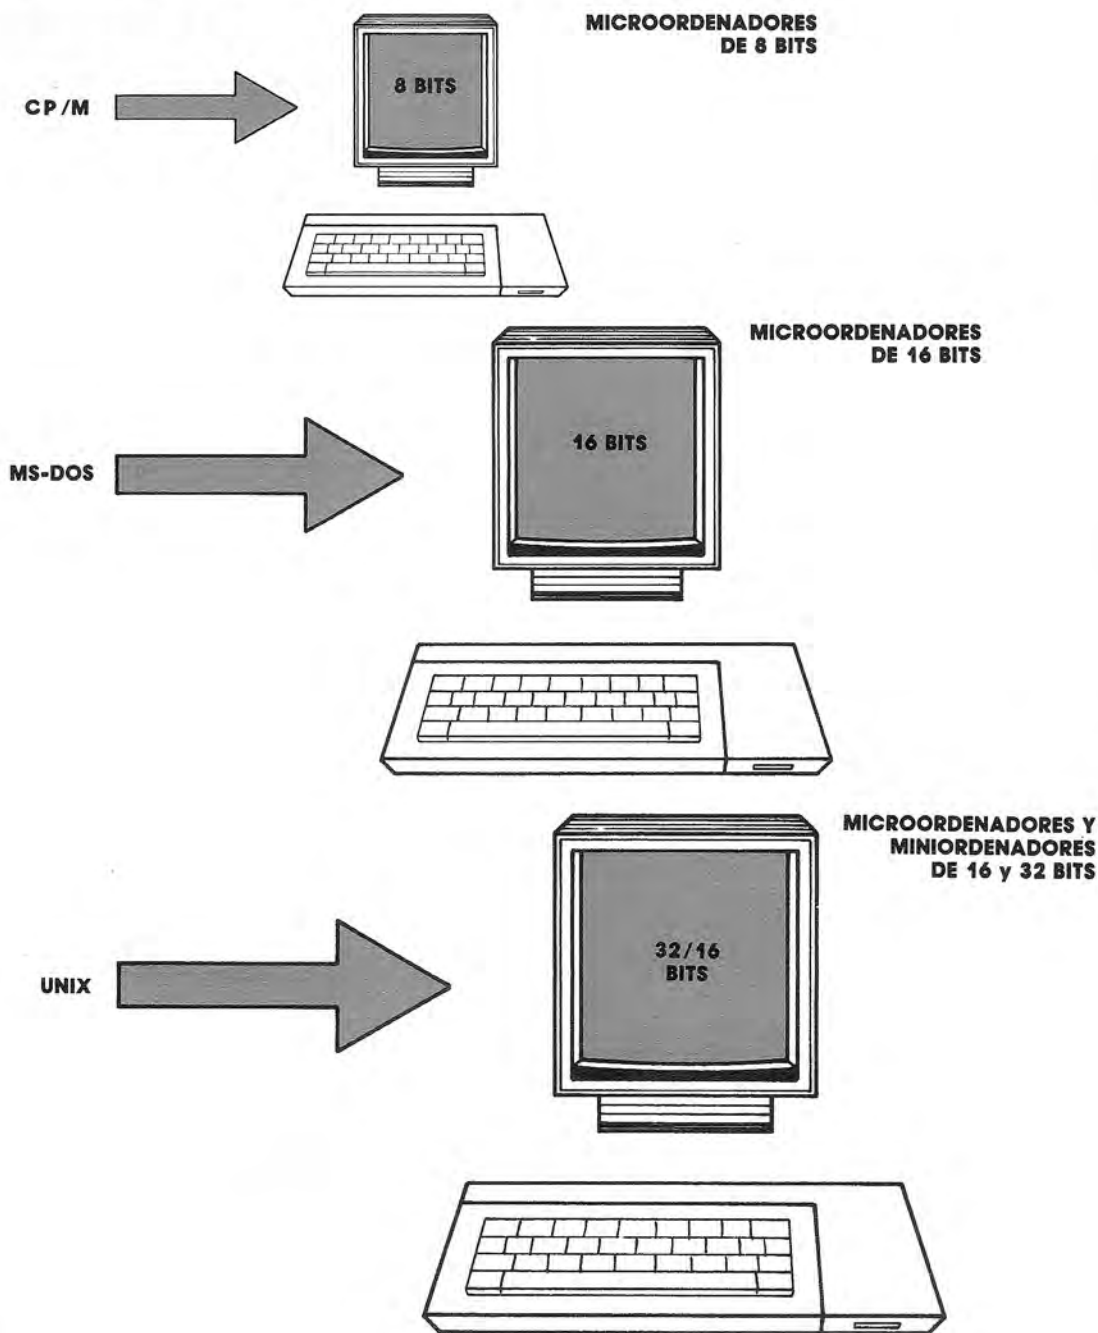 MICROORDENADORES
DE 8 BITS
8 BITS
CP/M
MICROORDENADORES
DE 16 BITS
16 BITS
MS-DOS
MICROORDENADORES Y
MINIORDENADORES
DE 16 y 32 BITS
32/16
BITS
UNIX